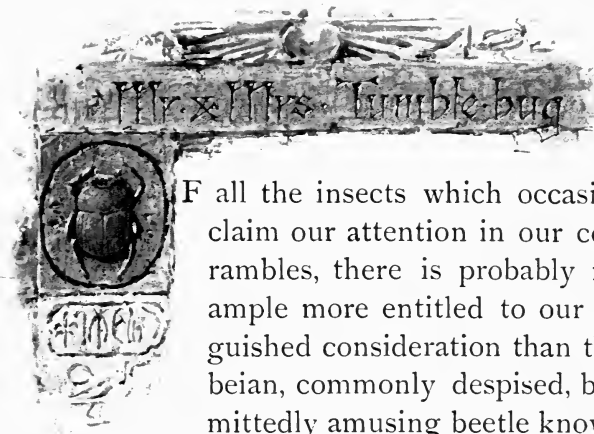 Mr. & Mrs. Tumble-bug
OF all the insects which occasi
claim our attention in our co
rambles, there is probably
ample more entitled to our
guished consideration than t
beian, commonly despised, b
mittedly amusing beetle know